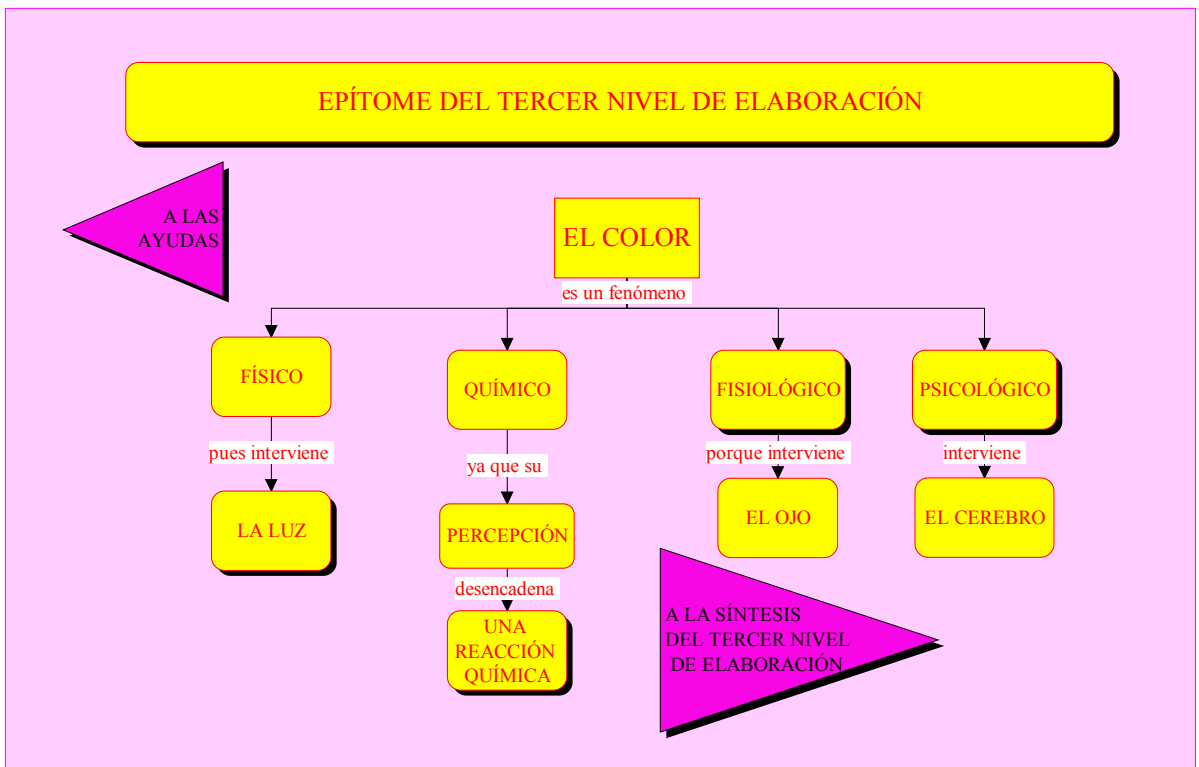 EPÍTOME DEL TERCER NIVEL DE ELABORACIÓN
A LAS
AYUDAS
EL COLOR
es un fenómeno
FÍSICO
QUÍMICO
FISIOLÓGICO
PSICOLÓGICO
pues interviene
ya que su
porque interviene
interviene
LA LUZ
PERCEPCIÓN
EL OJO
EL CEREBRO
desencadena
UNA
REACCIÓN
QUÍMICA
A LA SÍNTESIS
DEL TERCER NIVEL
DE ELABORACIÓN